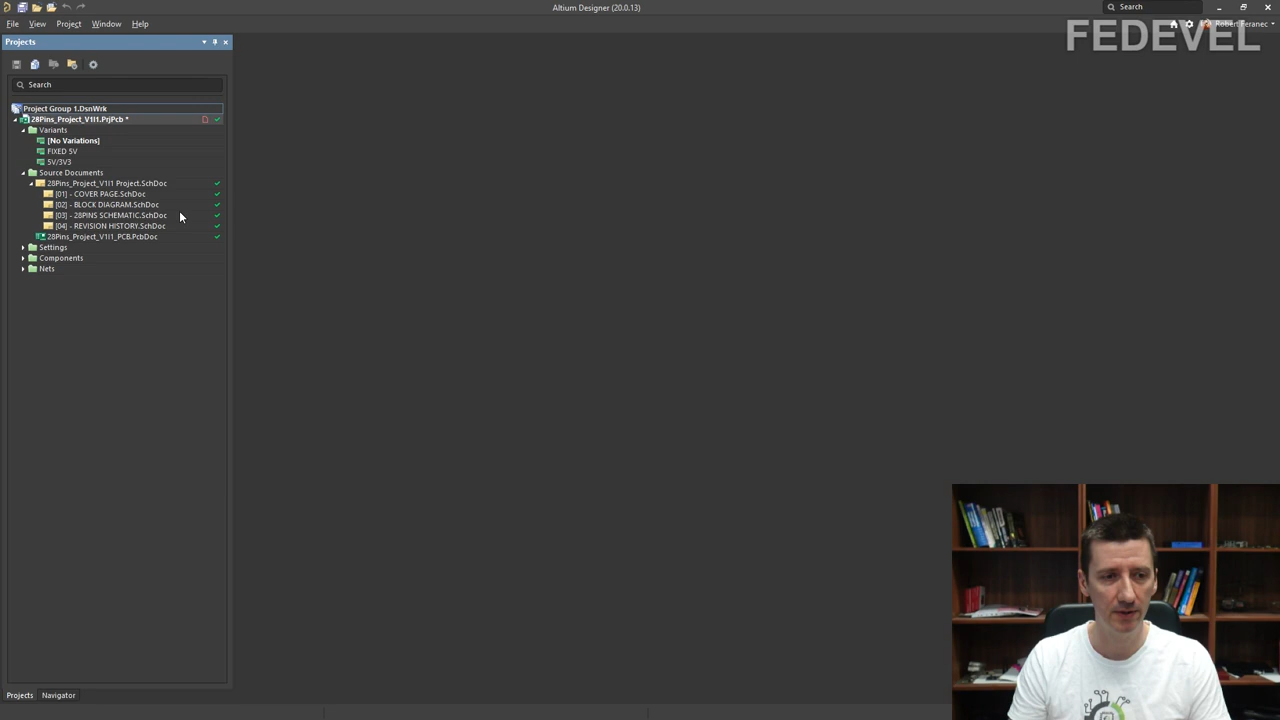 Altium Designer (20.0.13)
Search
File View Project Window Help
Robert Feranec
FEDEVEL
Projects
Search
Project Group 1.DsnWrk
28Pins_Project_V1I1.PrjPcb *
Variants
[No Variations]
FIXED 5V
5V/3V3
Source Documents
28Pins_Project_V1I1 Project.SchDoc
[01] - COVER PAGE.SchDoc
[02] - BLOCK DIAGRAM.SchDoc
[03] - 28PINS SCHEMATIC.SchDoc
[04] - REVISION HISTORY.SchDoc
28Pins_Project_V1I1_PCB.PcbDoc
Settings
Components
Nets
Projects Navigator